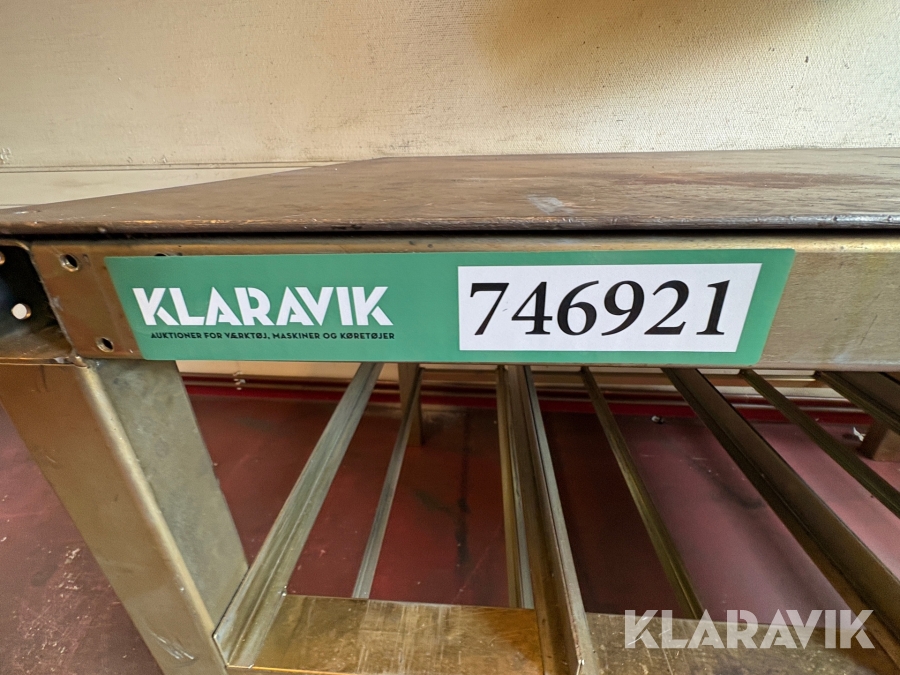 KLARAVIK
AUKTIONER FOR VÆRKTØJ, MASKINER OG KØRETØJER
746921
KLARAVIK